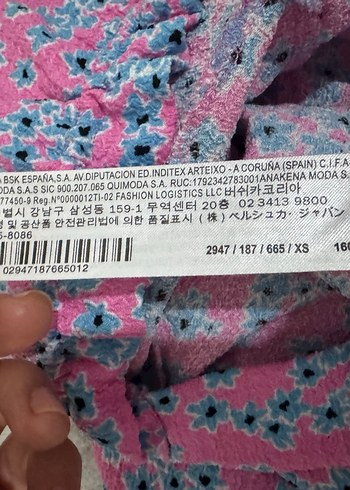 BSK ESPAÑA,S.A. AV.DIPUTACION ED.INDITEX ARTEIXO - A CORUÑA (SPAIN) C.I.F.
MODA S.A.S SIC 900.207.065 QUIMODA S.A. RUC:1792342783001ANAKENA MODA S.
77450-9 Reg.N°0000012TI-02 FASHION LOGISTICS LLC 버쉬카코리아
별시 강남구 삼성동 159-1 무역센터 20층 02 3413 9800
및 공산품 안전관리법에 의한 품질표시 (株) ベルシュカ・ジャパン
5-8086
2947 / 187 / 665 / XS
160
02947187665012